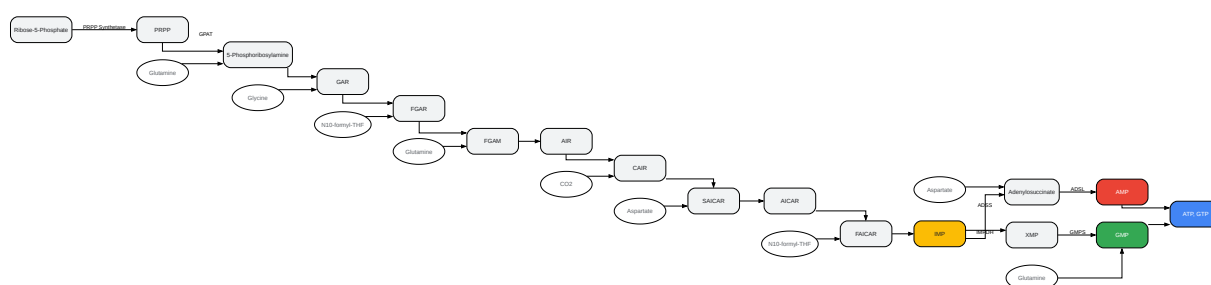 Ribose-5-Phosphate
PRPP Synthetase
PRPP
GPAT
Glutamine
5-Phosphoribosylamine
Glycine
GAR
N10-formyl-THF
FGAR
Glutamine
FGAM
AIR
CO2
CAIR
Aspartate
SAICAR
AICAR
N10-formyl-THF
FAICAR
IMP
Aspartate
ADSS
Adenylosuccinate
ADSL
AMP
IMPDH
XMP
GMPS
GMP
Glutamine
ATP, GTP